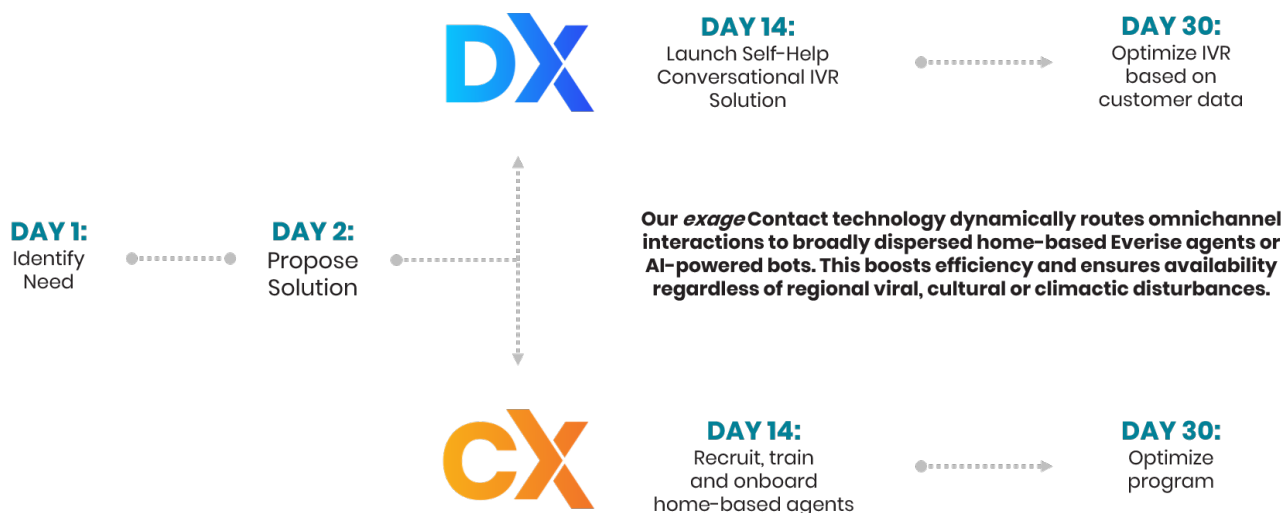 DX
DAY 14:
Launch Self-Help
Conversational IVR
Solution
DAY 30:
Optimize IVR
based on
customer data
DAY 1:
Identify
Need
DAY 2:
Propose
Solution
Our exage Contact technology dynamically routes omnichannel
interactions to broadly dispersed home-based Everise agents or
AI-powered bots. This boosts efficiency and ensures availability
regardless of regional viral, cultural or climactic disturbances.
CX
DAY 14:
Recruit, train
and onboard
home-based agents
DAY 30:
Optimize
program